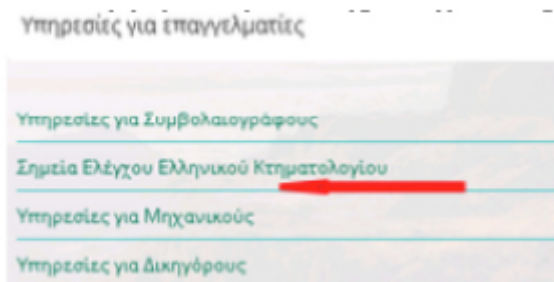 Υπηρεσίες για επαγγελματίες
Υπηρεσίες για Συμβολαιογράφους
Σημεία Ελέγχου Ελληνικού Κτηματολογίου
Υπηρεσίες για Μηχανικούς
Υπηρεσίες για Δικηγόρους